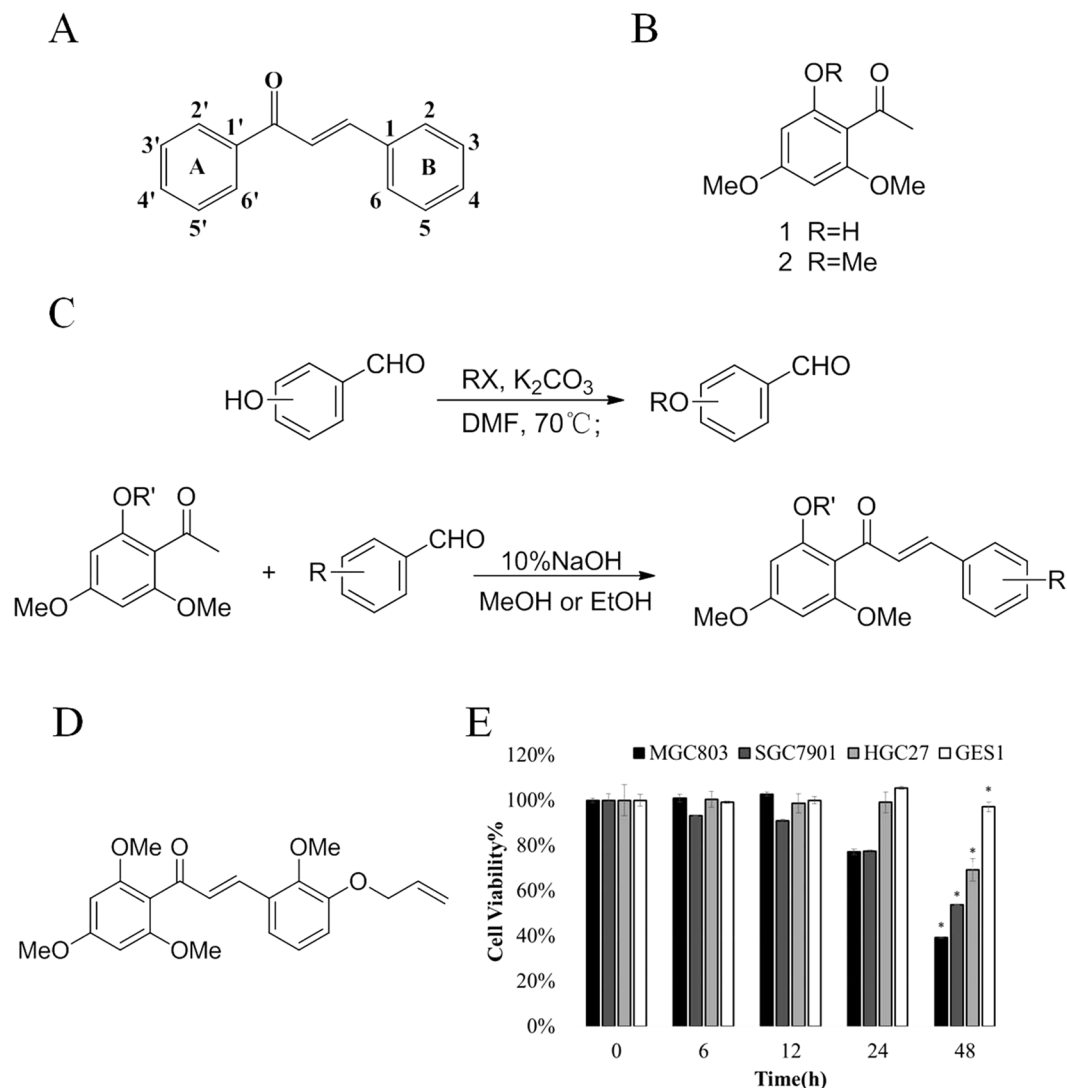 A
O
2'
1'
3'
A
4'
6'
5'
1
2
3
B
6
4
5
B
OR
O
MeO
OMe
1 R=H
2 R=Me
C
HO
CHO
RX, K2CO3
DMF, 70℃;
RO
CHO
OR'
O
MeO
OMe
+
R
CHO
10%NaOH
MeOH or EtOH
OR'
O
MeO
OMe
R
D
OMe
O
OMe
O
MeO
OMe
E
120%
100%
80%
60%
40%
20%
0%
Cell Viability%
MGC803 SGC7901 HGC27 GES1
* * * *
0 6 12 24 48
Time(h)